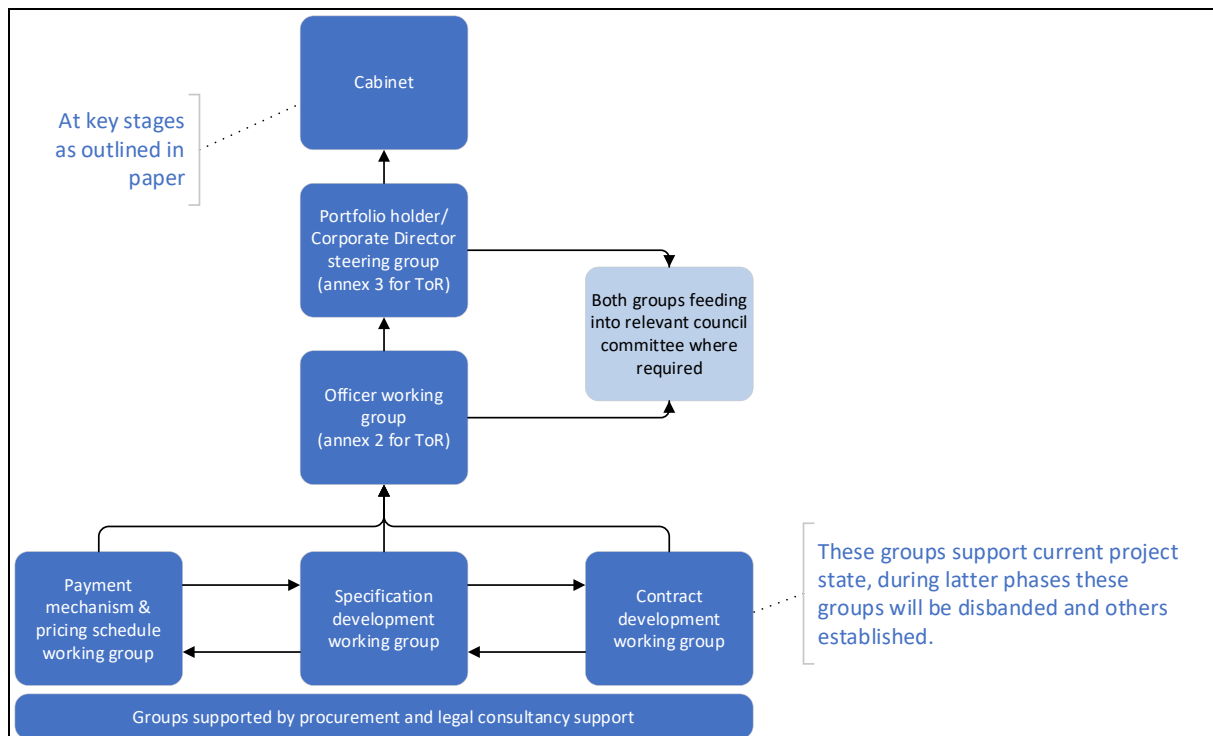 Cabinet
At key stages
as outlined in
paper
Portfolio holder/
Corporate Director
steering group
(annex 3 for ToR)
Both groups feeding
into relevant council
committee where
required
Officer working
group
(annex 2 for ToR)
Payment
mechanism &
pricing schedule
working group
Specification
development
working group
Contract
development
working group
These groups support current project
state, during latter phases these
groups will be disbanded and others
established.
Groups supported by procurement and legal consultancy support